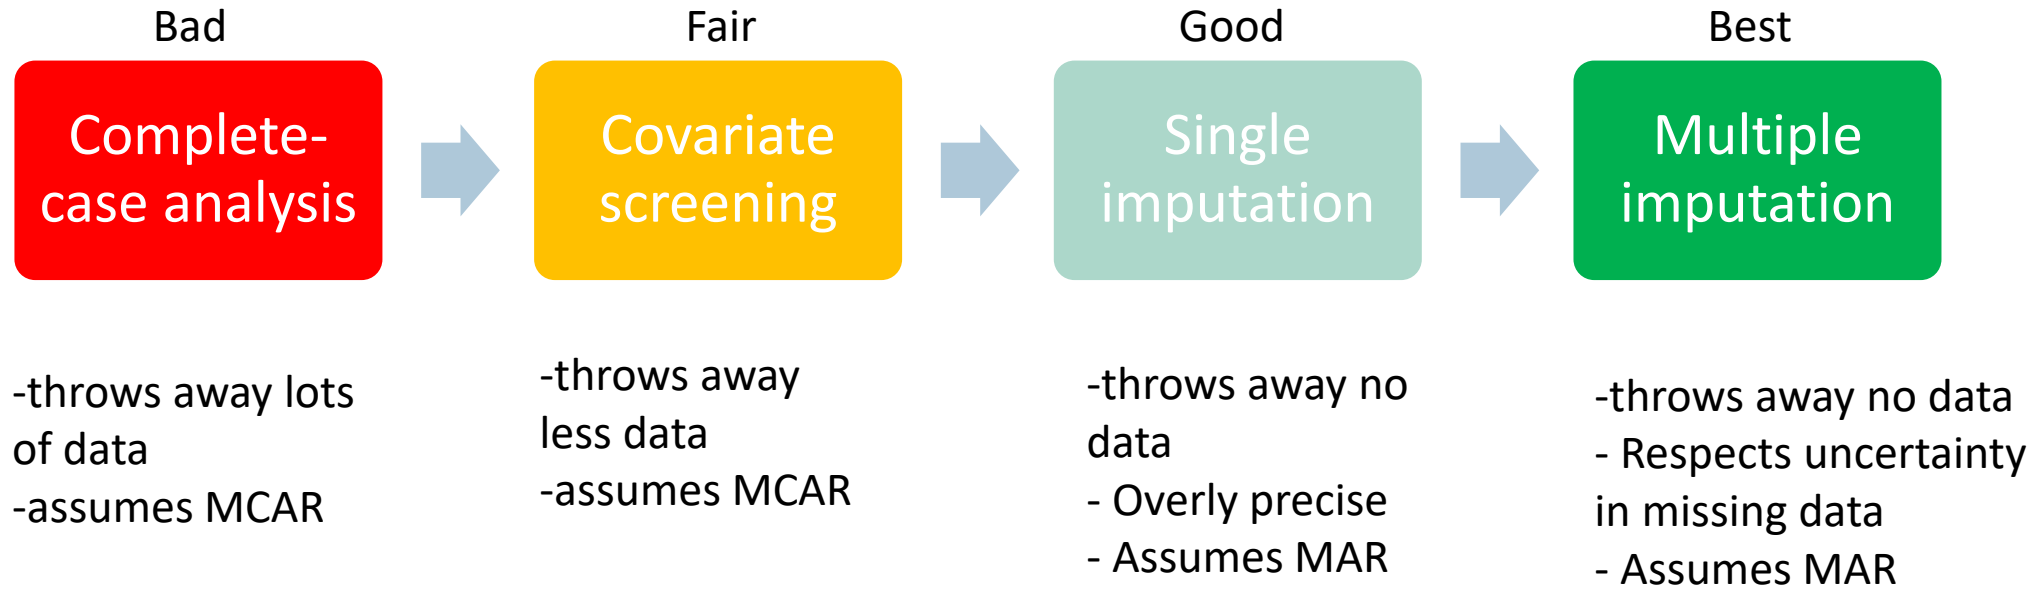 Bad
Complete-
case analysis
-throws away lots
of data
-assumes MCAR
Fair
Covariate
screening
-throws away
less data
-assumes MCAR
Good
Single
imputation
-throws away no
data
- Overly precise
- Assumes MAR
Best
Multiple
imputation
-throws away no data
- Respects uncertainty
in missing data
- Assumes MAR